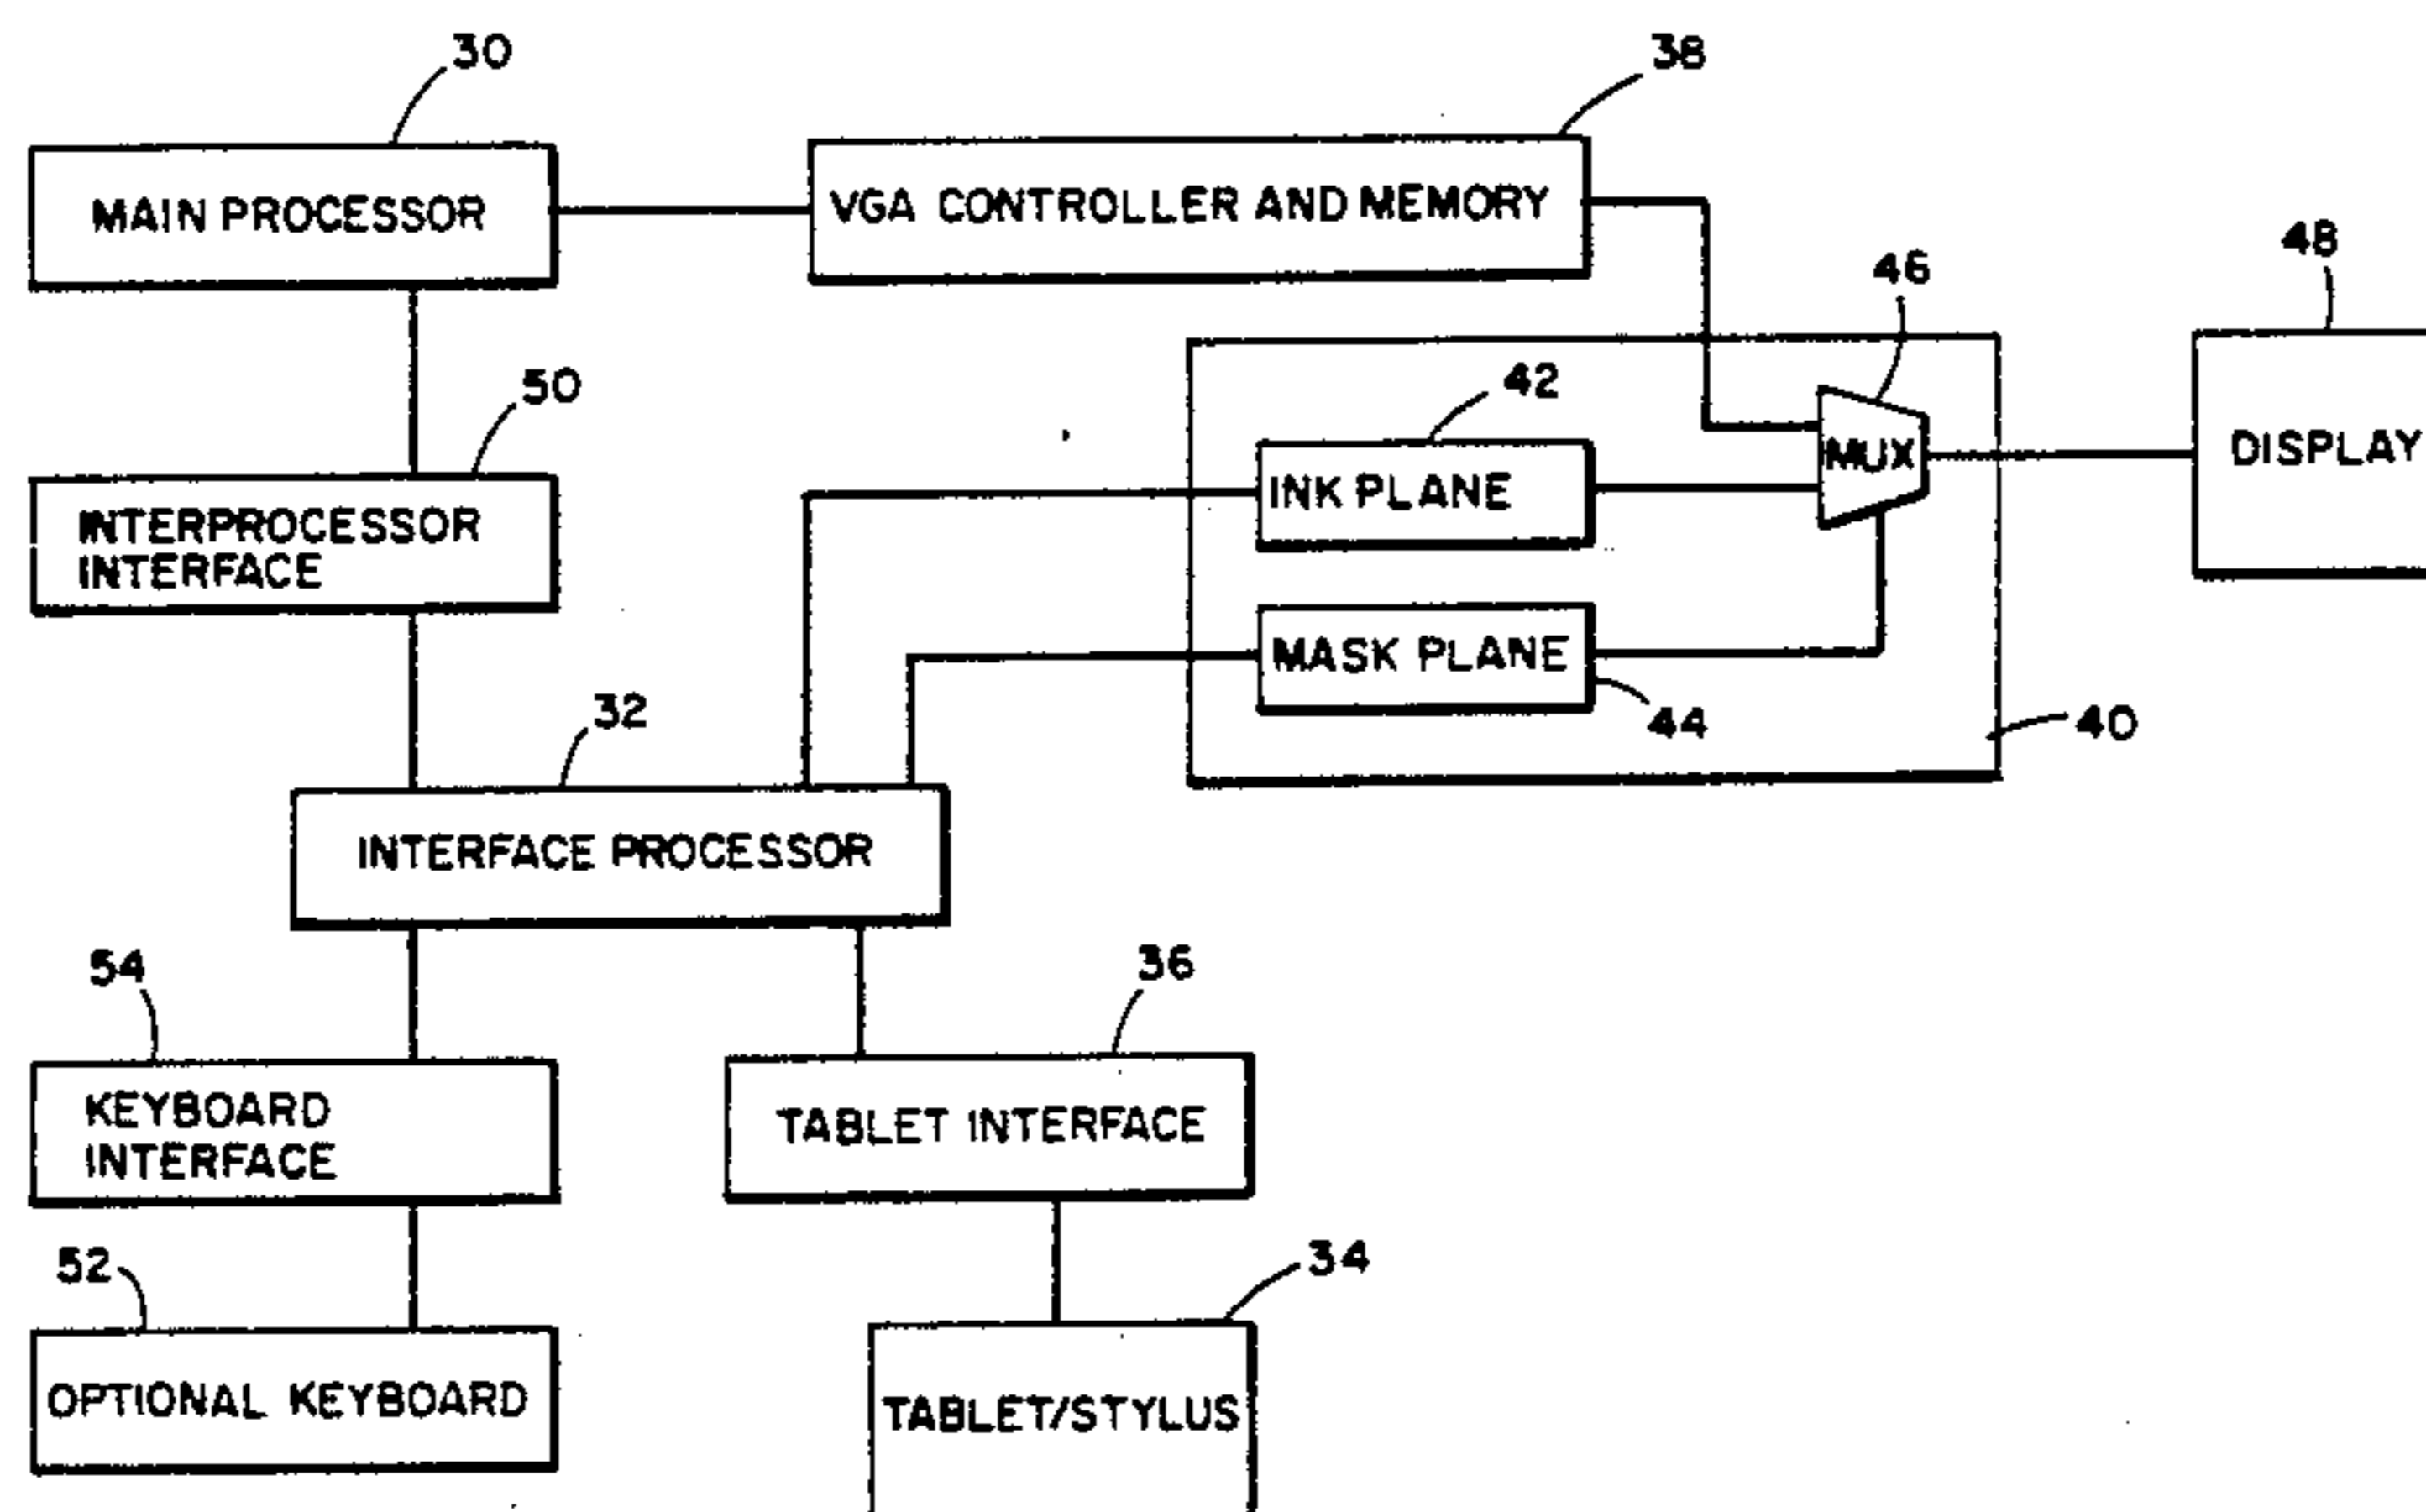 30
38
MAIN PROCESSOR
VGA CONTROLLER AND MEMORY
48
46
50
42
INTERPROCESSOR
INTERFACE
INK PLANE
MUX
DISPLAY
MASK PLANE
44
40
32
INTERFACE PROCESSOR
54
36
KEYBOARD
INTERFACE
TABLET INTERFACE
52
34
OPTIONAL KEYBOARD
TABLET/STYLUS